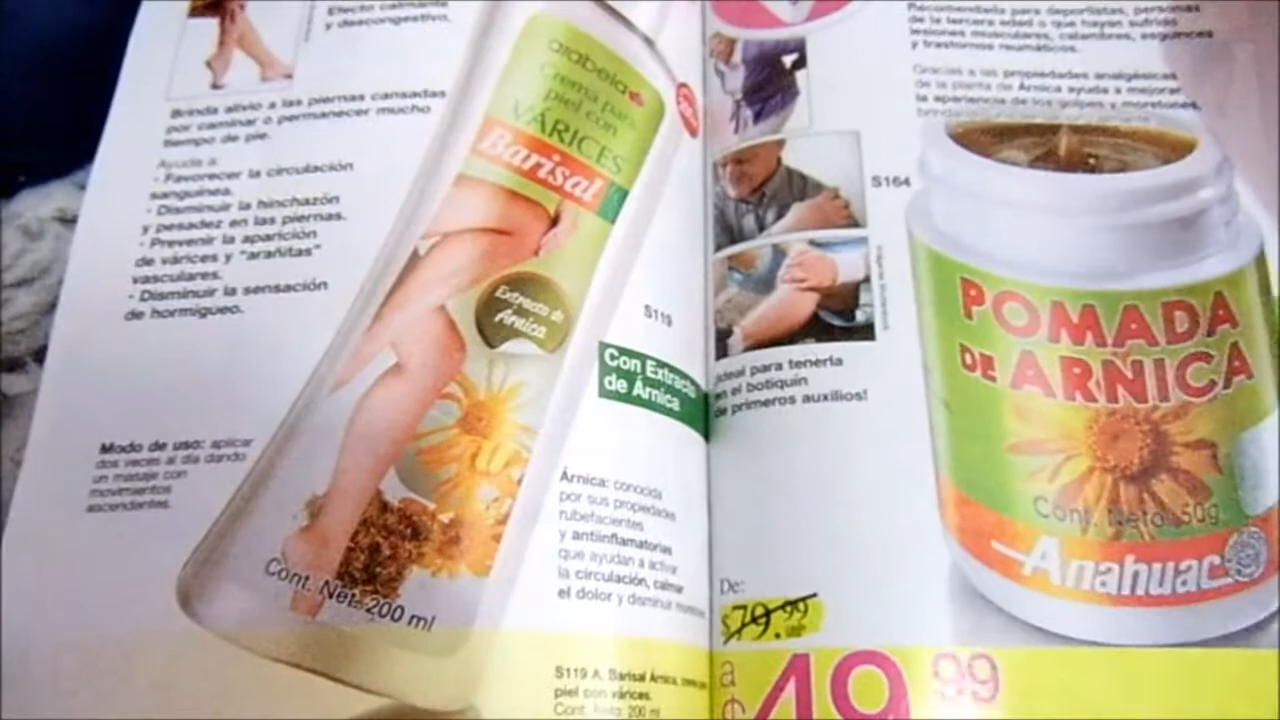 Efecto calmante
y descongestivo.
Brinda alivio a las piernas cansadas
por caminar o permanecer mucho
tiempo de pie.
Ayuda a:
- Favorecer la circulación
sanguínea.
- Disminuir la hinchazón
y pesadez en las piernas.
- Prevenir la aparición
de várices y "arañitas"
vasculares.
- Disminuir la sensación
de hormigueo.
Modo de uso: aplicar
dos veces al día dando
un masaje con
movimientos
ascendentes.
arabela
Crema para
piel con
VÁRICES
Barisal
Extracto de
Árnica
Cont. Net. 200 ml
S119
Con Extracto
de Árnica
Árnica: conocida
por sus propiedades
rubefacientes
y antiinflamatorias
que ayudan a activar
la circulación, calmar
el dolor y disminuir
S119 A. Barisal Árnica, crema para
piel con várices.
Cont. Neto: 200 ml
Recomendada para deportistas, personas
de la tercera edad o que hayan sufrido
lesiones musculares, calambres, esguinces
y trastornos reumáticos.
Gracias a las propiedades analgésicas
de la planta de Árnica ayuda a mejorar
la apariencia de los golpes y moretones,
S164
¡Ideal para tenerla
en el botiquín
de primeros auxilios!
POMADA
DE ARNICA
Cont. Neto. 50g
Anahuac
De:
$79.99
a
$49.99